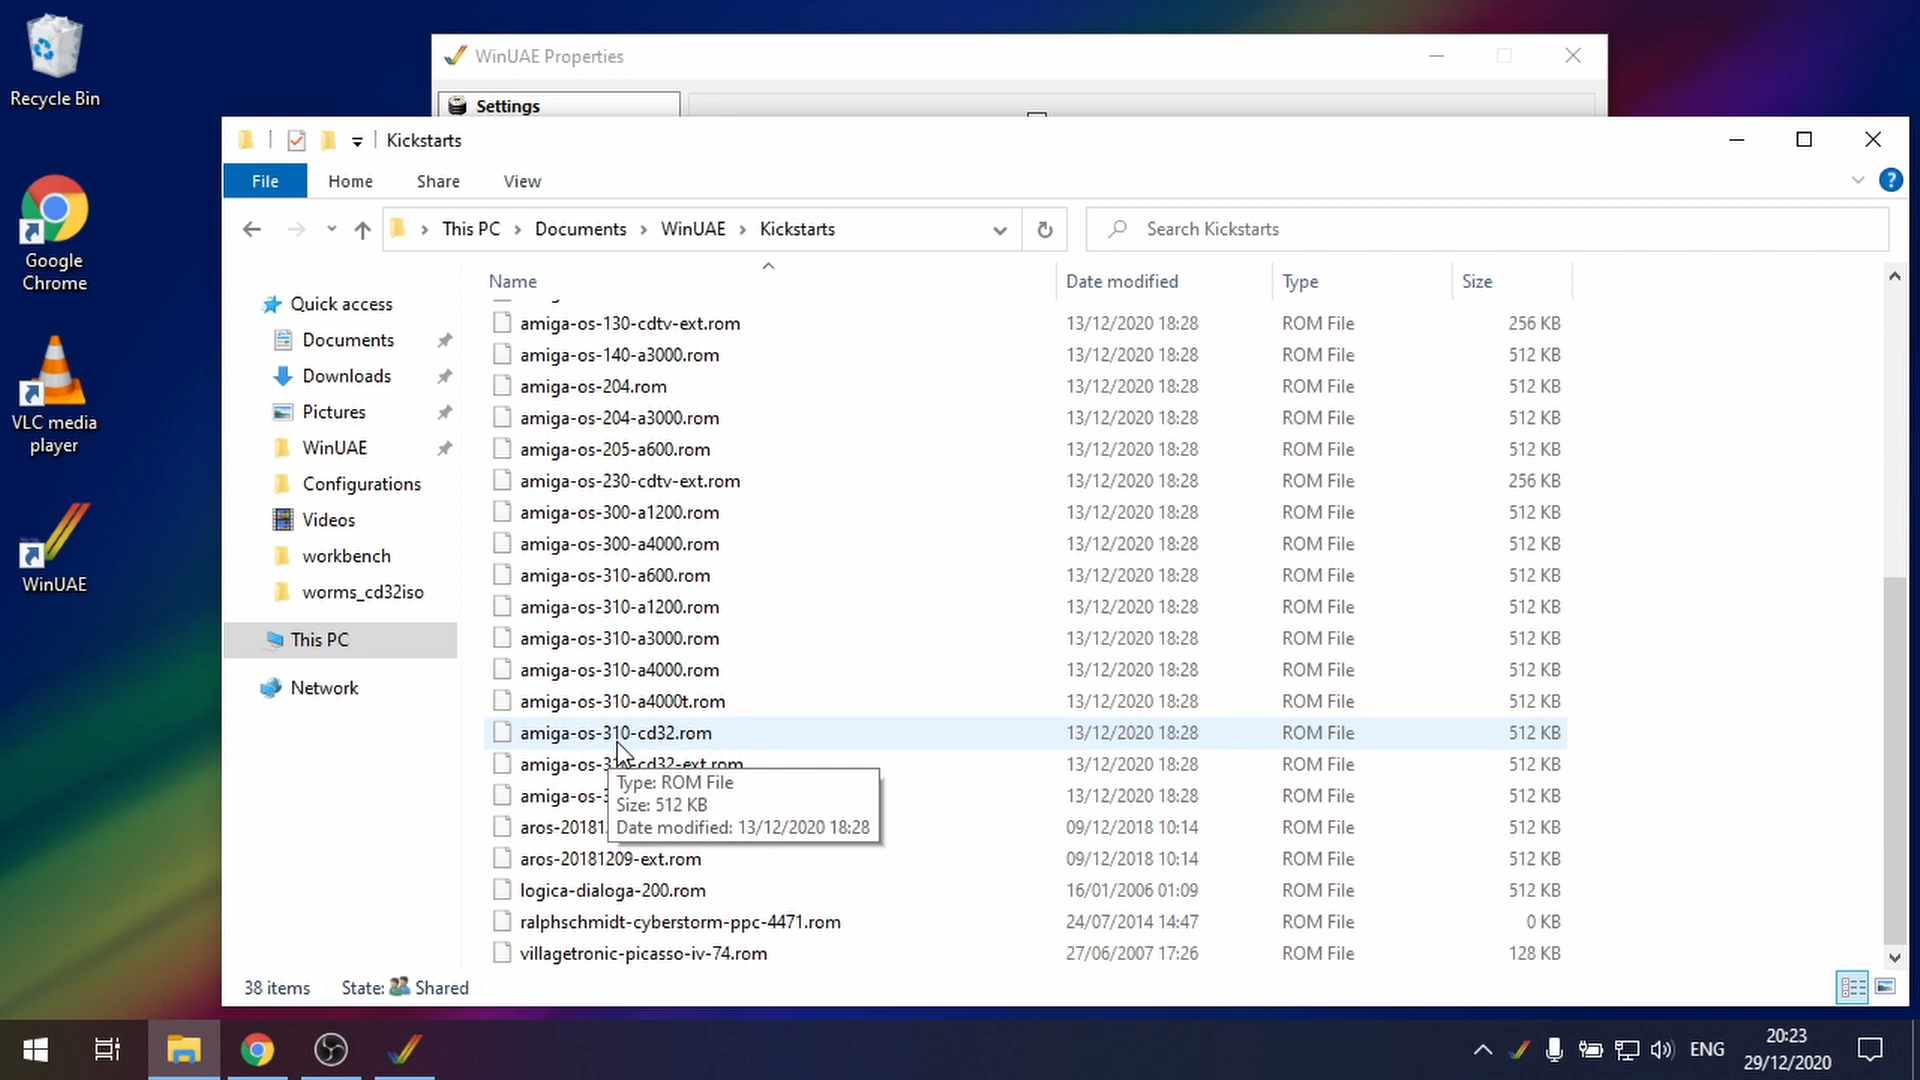 Recycle Bin
Google
Chrome
VLC media
player
WinUAE
WinUAE Properties
Settings
Kickstarts
File Home Share View
This PC Documents WinUAE Kickstarts
Search Kickstarts
Name Date modified Type Size
Quick access
Documents
Downloads
Pictures
WinUAE
Configurations
Videos
workbench
worms_cd32iso
This PC
Network
amiga-os-130-cdtv-ext.rom 13/12/2020 18:28 ROM File 256 KB
amiga-os-140-a3000.rom 13/12/2020 18:28 ROM File 512 KB
amiga-os-204.rom 13/12/2020 18:28 ROM File 512 KB
amiga-os-204-a3000.rom 13/12/2020 18:28 ROM File 512 KB
amiga-os-205-a600.rom 13/12/2020 18:28 ROM File 512 KB
amiga-os-230-cdtv-ext.rom 13/12/2020 18:28 ROM File 256 KB
amiga-os-300-a1200.rom 13/12/2020 18:28 ROM File 512 KB
amiga-os-300-a4000.rom 13/12/2020 18:28 ROM File 512 KB
amiga-os-310-a600.rom 13/12/2020 18:28 ROM File 512 KB
amiga-os-310-a1200.rom 13/12/2020 18:28 ROM File 512 KB
amiga-os-310-a3000.rom 13/12/2020 18:28 ROM File 512 KB
amiga-os-310-a4000.rom 13/12/2020 18:28 ROM File 512 KB
amiga-os-310-a4000t.rom 13/12/2020 18:28 ROM File 512 KB
amiga-os-310-cd32.rom 13/12/2020 18:28 ROM File 512 KB
13/12/2020 18:28 ROM File 512 KB
amiga-os-3 13/12/2020 18:28 ROM File 512 KB
aros-20181 09/12/2018 10:14 ROM File 512 KB
Type: ROM File
Size: 512 KB
Date modified: 13/12/2020 18:28
aros-20181209-ext.rom 09/12/2018 10:14 ROM File 512 KB
logica-dialoga-200.rom 16/01/2006 01:09 ROM File 512 KB
ralphschmidt-cyberstorm-ppc-4471.rom 24/07/2014 14:47 ROM File 0 KB
villagetronic-picasso-iv-74.rom 27/06/2007 17:26 ROM File 128 KB
38 items State: Shared
ENG
20:23
29/12/2020